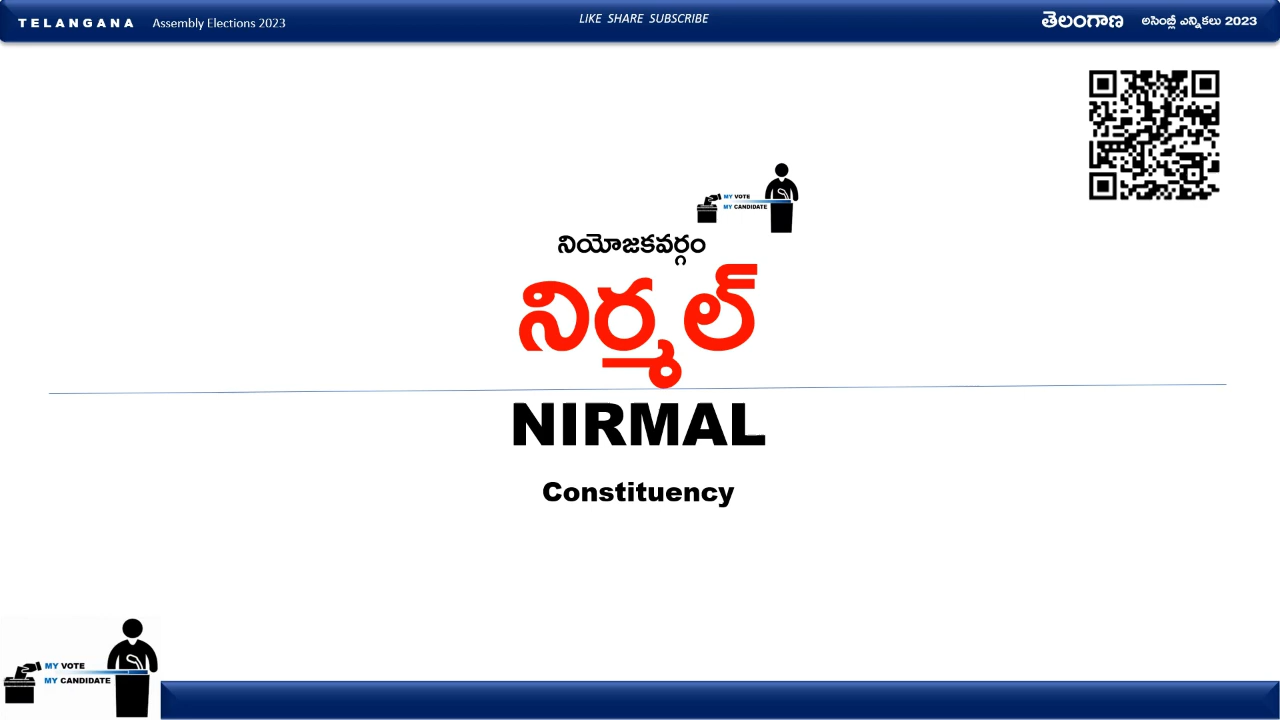 TELANGANA Assembly Elections 2023
LIKE SHARE SUBSCRIBE
తెలంగాణ అసెంబ్లీ ఎన్నికలు 2023
MY VOTE
MY CANDIDATE
నియోజకవర్గం
నిర్మల్
NIRMAL
Constituency
MY VOTE
MY CANDIDATE